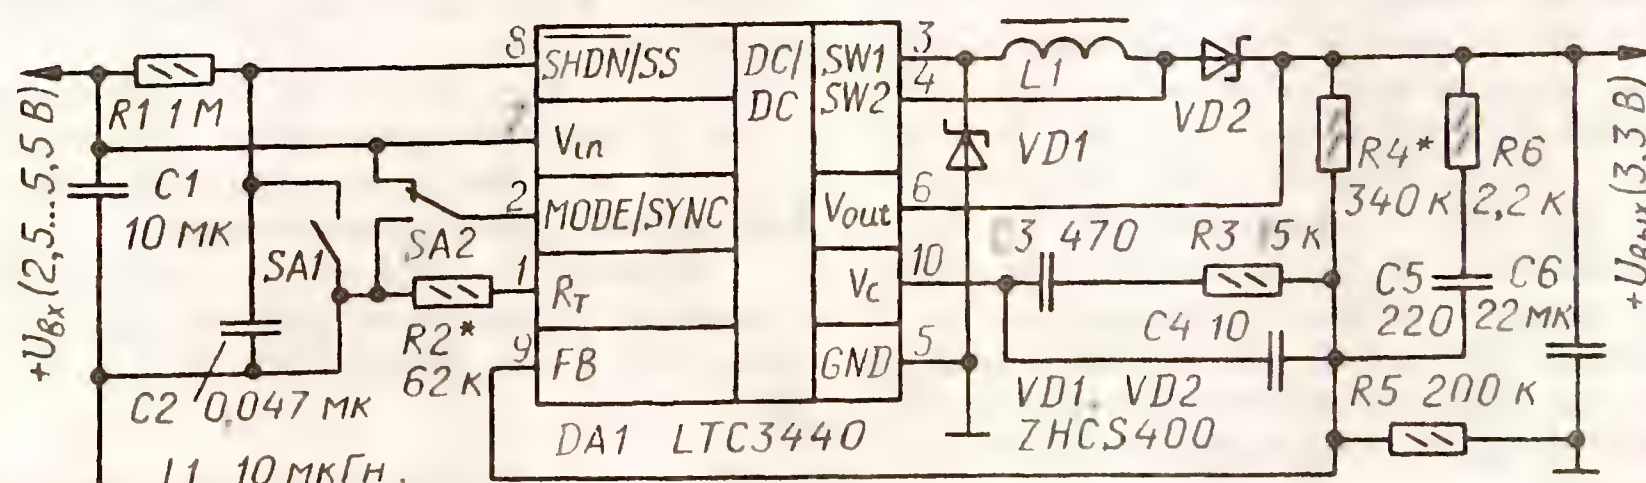 +Uвх(2,5...5,5 В)
R1 1 М
C1
10 мк
SA1
SA2
C2 0,047 мк
R2*
62 к
L1 10 мкГн.
8
2
1
9
SHDN/SS
Vin
MODE/SYNC
RT
FB
DC/
DC
SW1
SW2
Vout
Vc
GND
3
4
6
10
5
DA1 LTC3440
L1
VD1
VD2
C3 470
R3 15 к
C4 10
VD1, VD2
ZHCS400
R4*
340 к
R6
2,2 к
C5
220
C6
22 мк
R5 200 к
+Uвых(3,3 В)